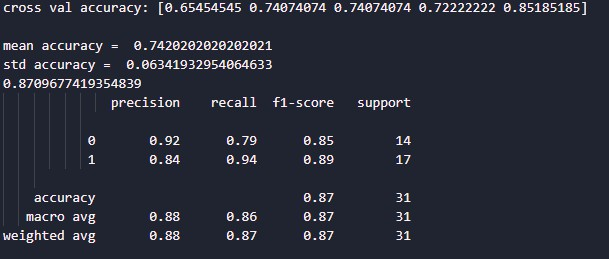 cross val accuracy: [0.65454545 0.74074074 0.74074074 0.72222222 0.85185185]
mean accuracy =  0.7420202020202021
std accuracy =  0.06341932954064633
0.8709677419354839
precision    recall  f1-score   support
0       0.92      0.79      0.85        14
1       0.84      0.94      0.89        17
accuracy                           0.87        31
macro avg       0.88      0.86      0.87        31
weighted avg       0.88      0.87      0.87        31